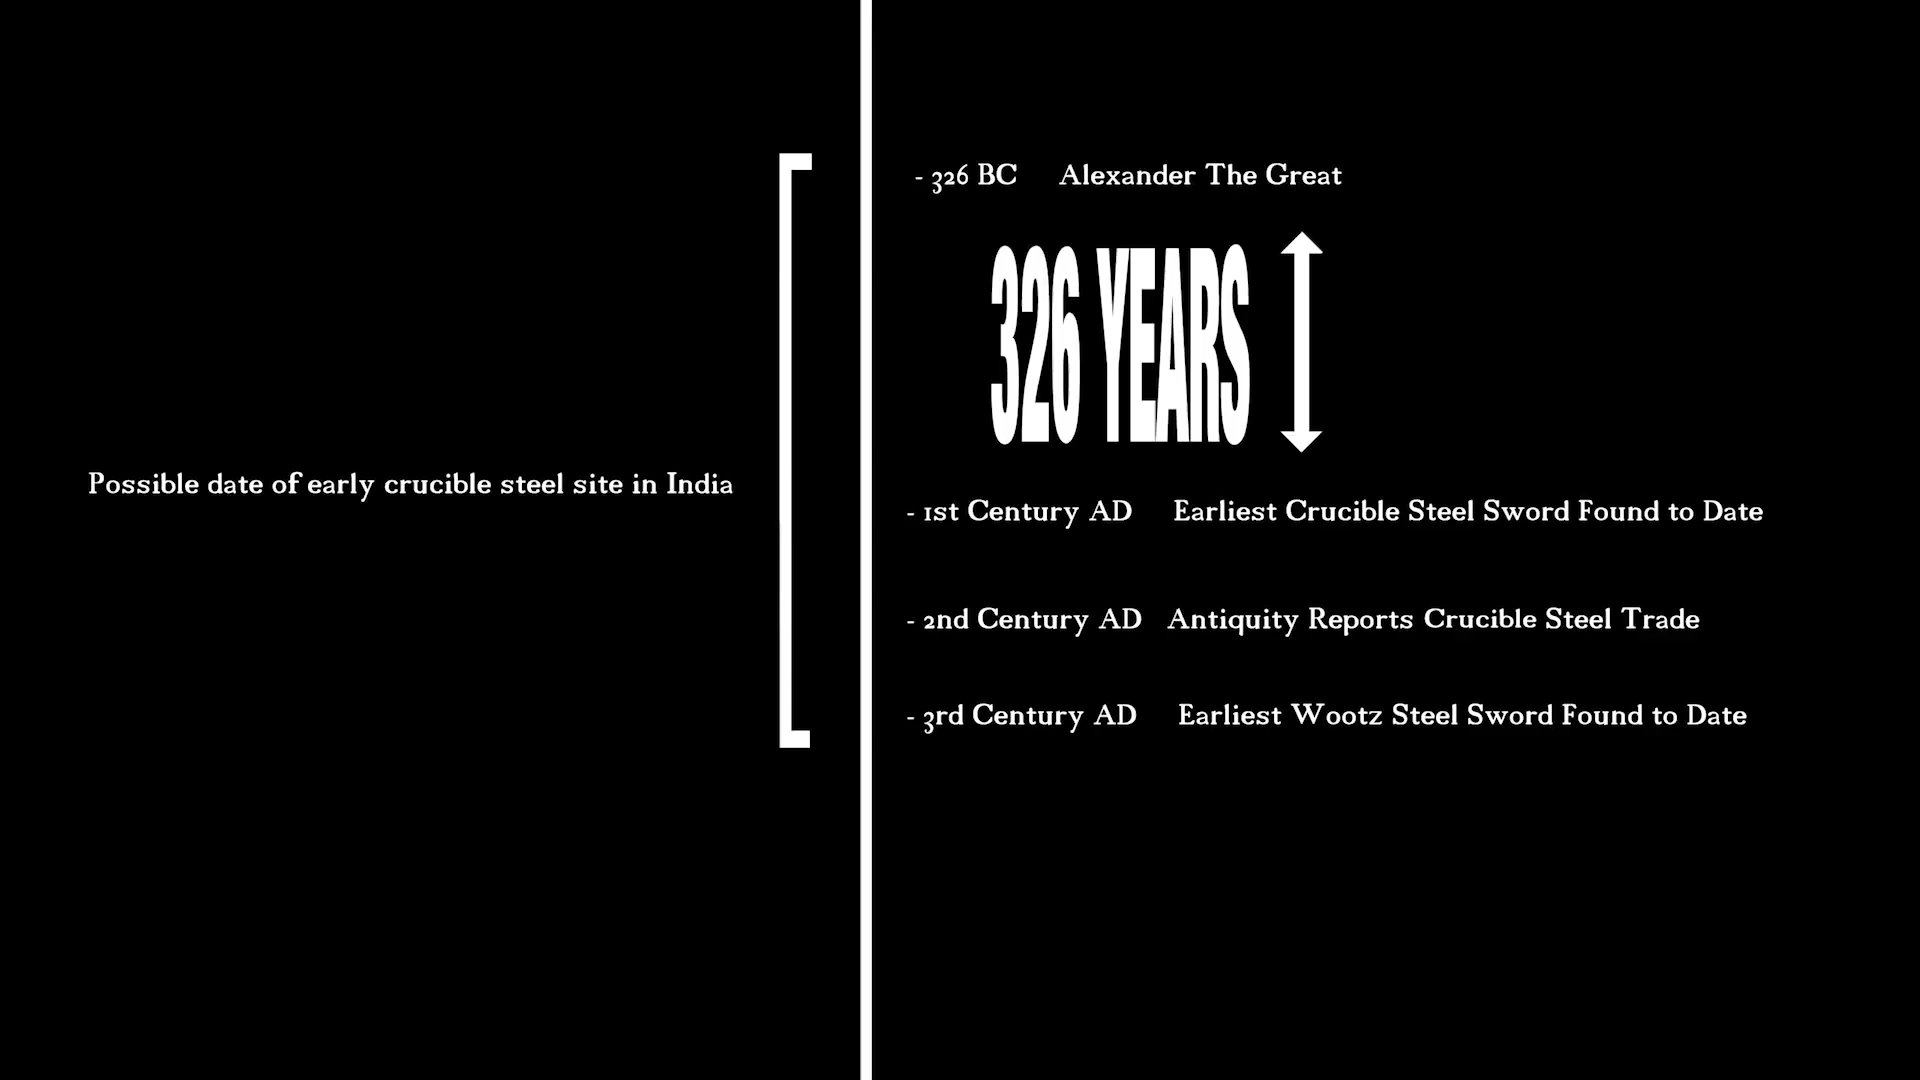 - 326 BC Alexander The Great
326 YEARS
Possible date of early crucible steel site in India
- 1st Century AD Earliest Crucible Steel Sword Found to Date
- 2nd Century AD Antiquity Reports Crucible Steel Trade
- 3rd Century AD Earliest Wootz Steel Sword Found to Date